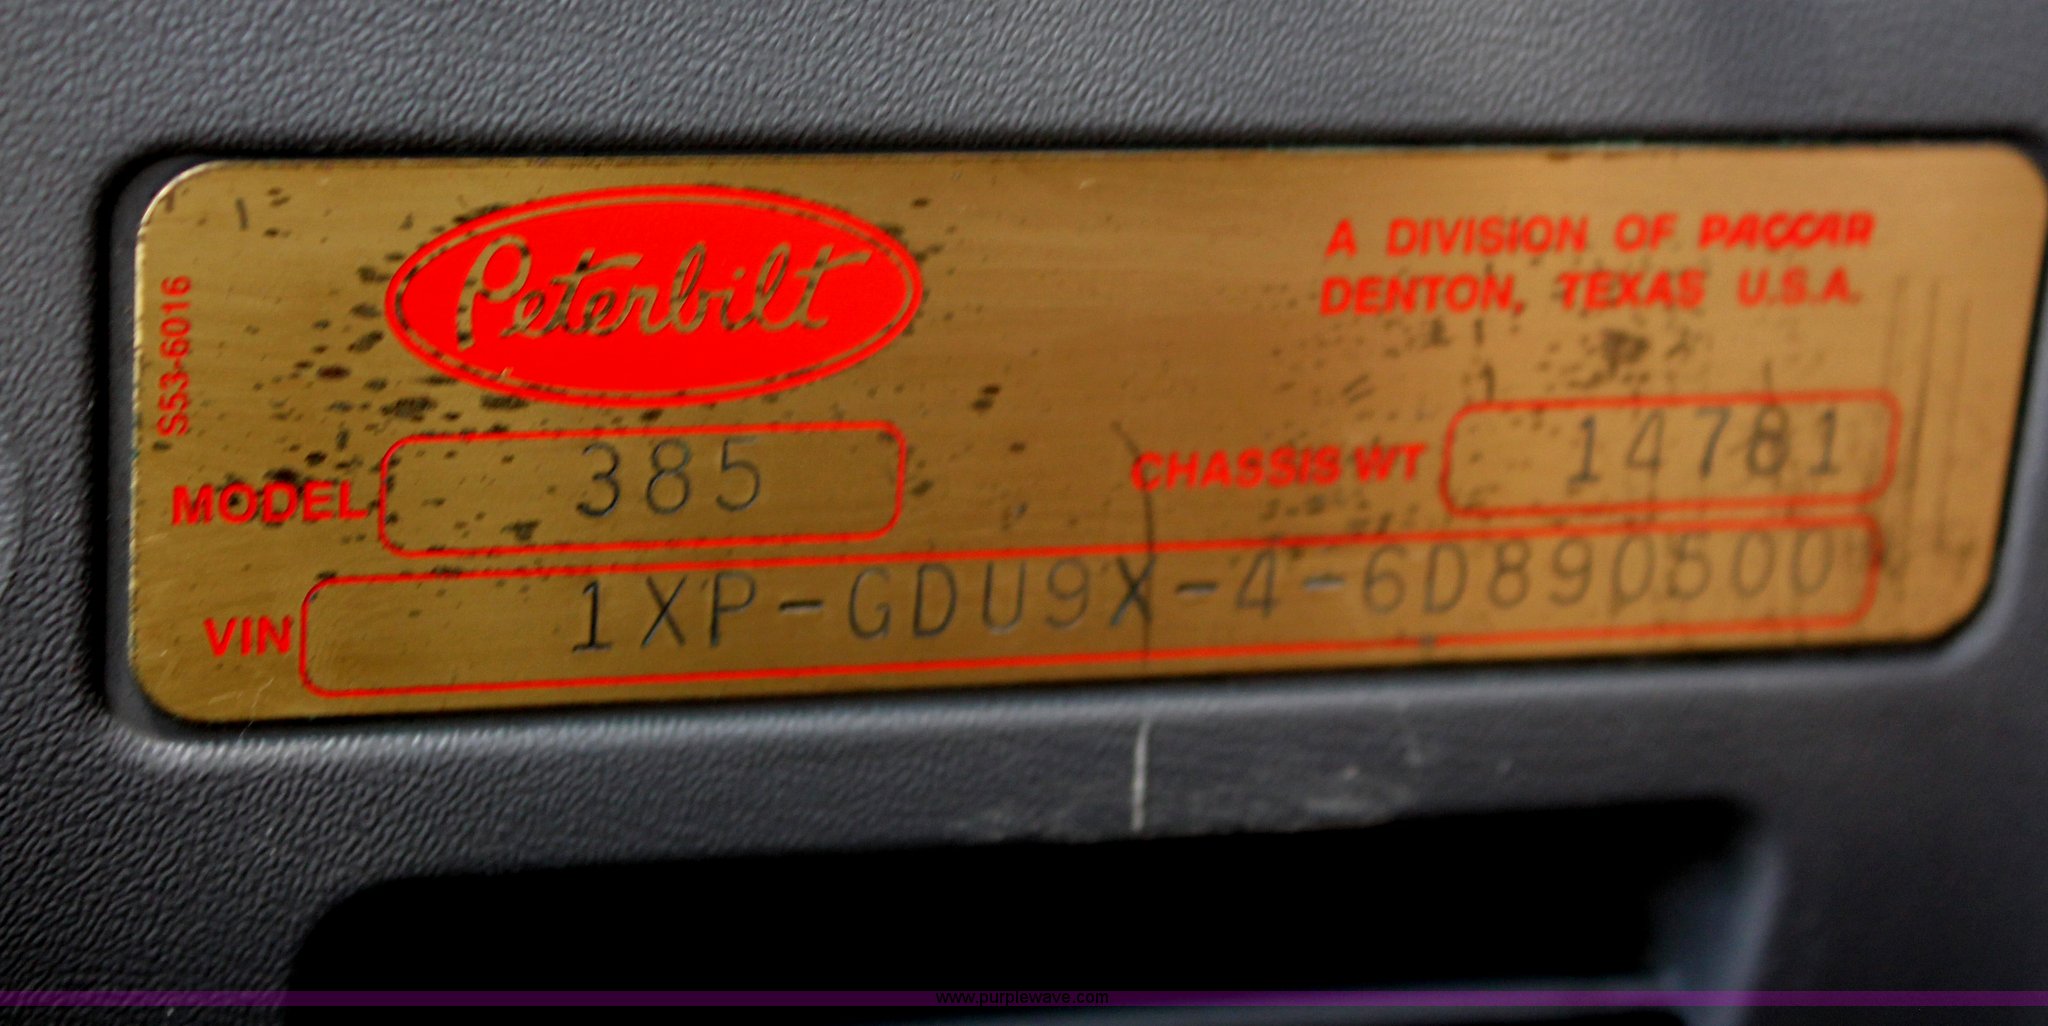 Peterbilt
A DIVISION OF PACCAR
DENTON, TEXAS U.S.A.
S53-6016
MODEL 385
CHASSIS WT 14781
VIN 1XP-GDU9X-4-6D890500
www.purplewave.com